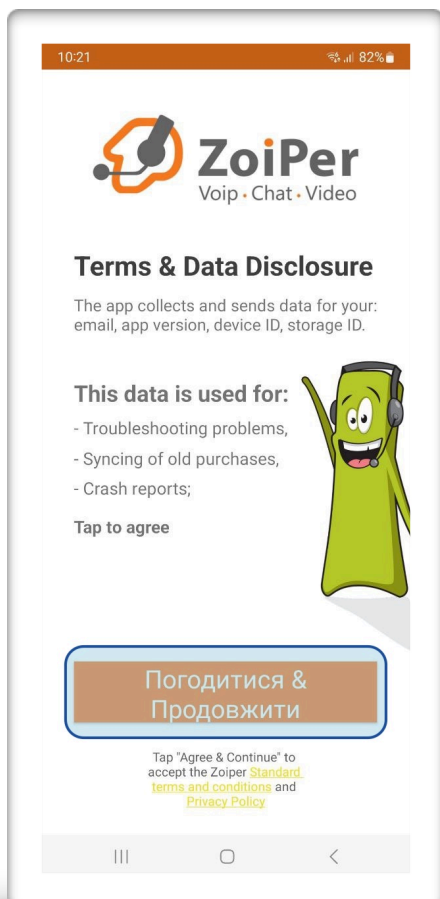 10:21 82%
ZoiPer
Voip • Chat • Video
Terms & Data Disclosure
The app collects and sends data for your:
email, app version, device ID, storage ID.
This data is used for:
- Troubleshooting problems,
- Syncing of old purchases,
- Crash reports;
Tap to agree
Погодитися &
Продовжити
Tap "Agree & Continue" to
accept the Zoiper Standard
terms and conditions and
Privacy Policy